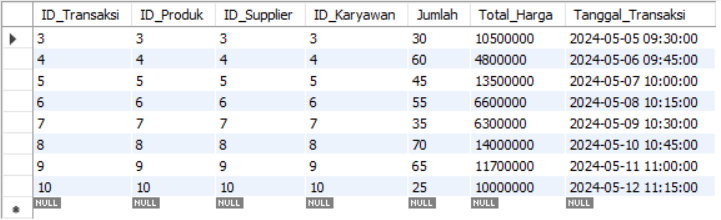 ID_Transaksi ID_Produk ID_Supplier ID_Karyawan Jumlah Total_Harga Tanggal_Transaksi
3 3 3 3 30 10500000 2024-05-05 09:30:00
4 4 4 4 60 4800000 2024-05-06 09:45:00
5 5 5 5 45 13500000 2024-05-07 10:00:00
6 6 6 6 55 6600000 2024-05-08 10:15:00
7 7 7 7 35 6300000 2024-05-09 10:30:00
8 8 8 8 70 14000000 2024-05-10 10:45:00
9 9 9 9 65 11700000 2024-05-11 11:00:00
10 10 10 10 25 10000000 2024-05-12 11:15:00
NULL NULL NULL NULL NULL NULL NULL